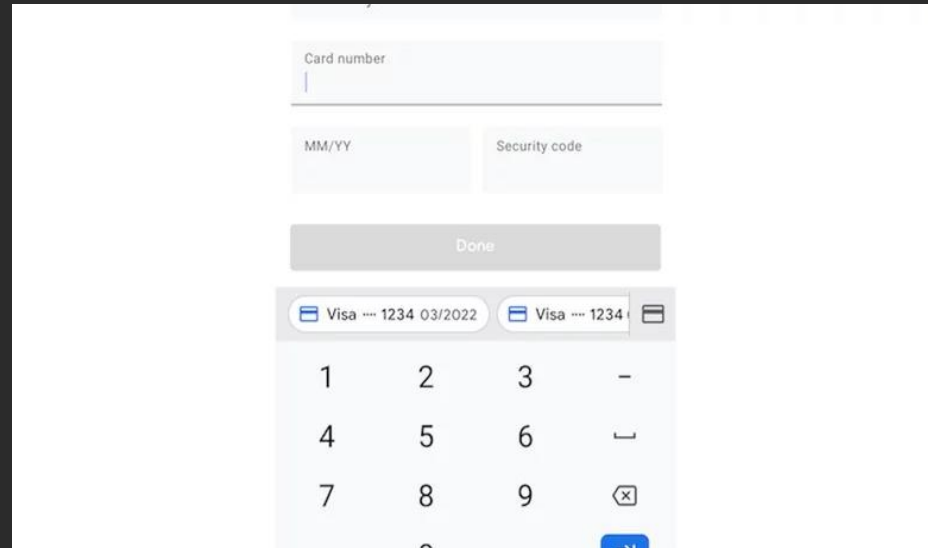 Card number
MM/YY Security code
Done
Visa ···· 1234 03/2022 Visa ···· 1234
1 2 3 -
4 5 6
7 8 9